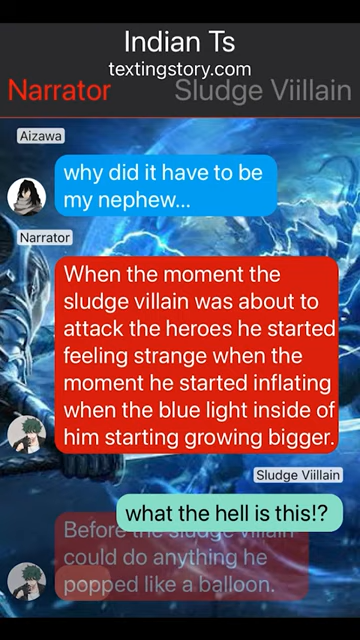 Indian Ts
textingstory.com
Narrator Sludge Viillain
Aizawa
why did it have to be
my nephew...
Narrator
When the moment the
sludge villain was about to
attack the heroes he started
feeling strange when the
moment he started inflating
when the blue light inside of
him starting growing bigger.
Sludge Viillain
what the hell is this!?
Before the sludge villain
could do anything he
popped like a balloon.